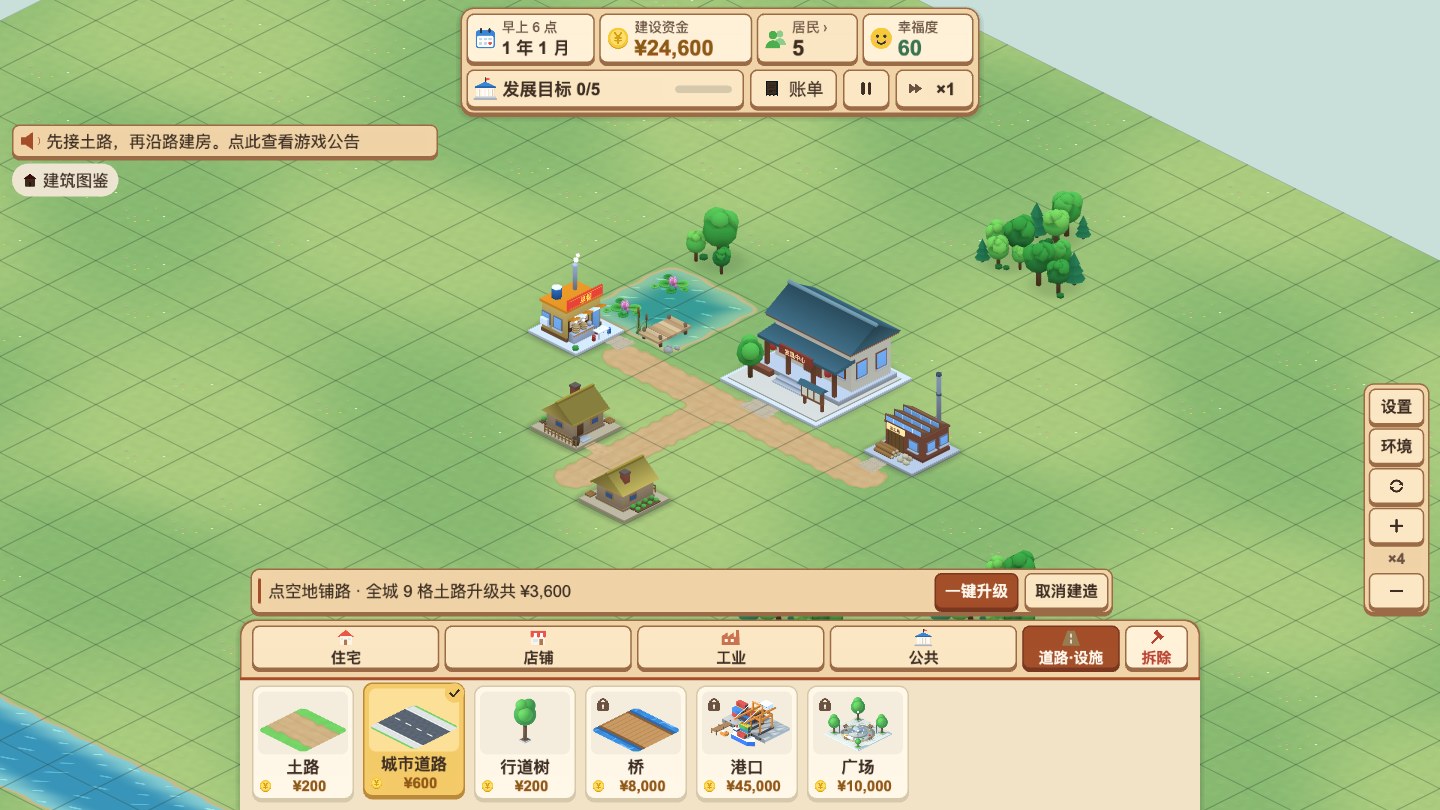 早上 6 点
1 年 1 月
建设资金
¥24,600
居民 ›
5
幸福度
60
发展目标 0/5
账单
×1
先接土路，再沿路建房。点此查看游戏公告
建筑图鉴
设置
环境
+
×4
−
点空地铺路 · 全城 9 格土路升级共 ¥3,600
一键升级
取消建造
住宅
店铺
工业
公共
道路·设施
拆除
土路
¥200
城市道路
¥600
行道树
¥200
桥
¥8,000
港口
¥45,000
广场
¥10,000